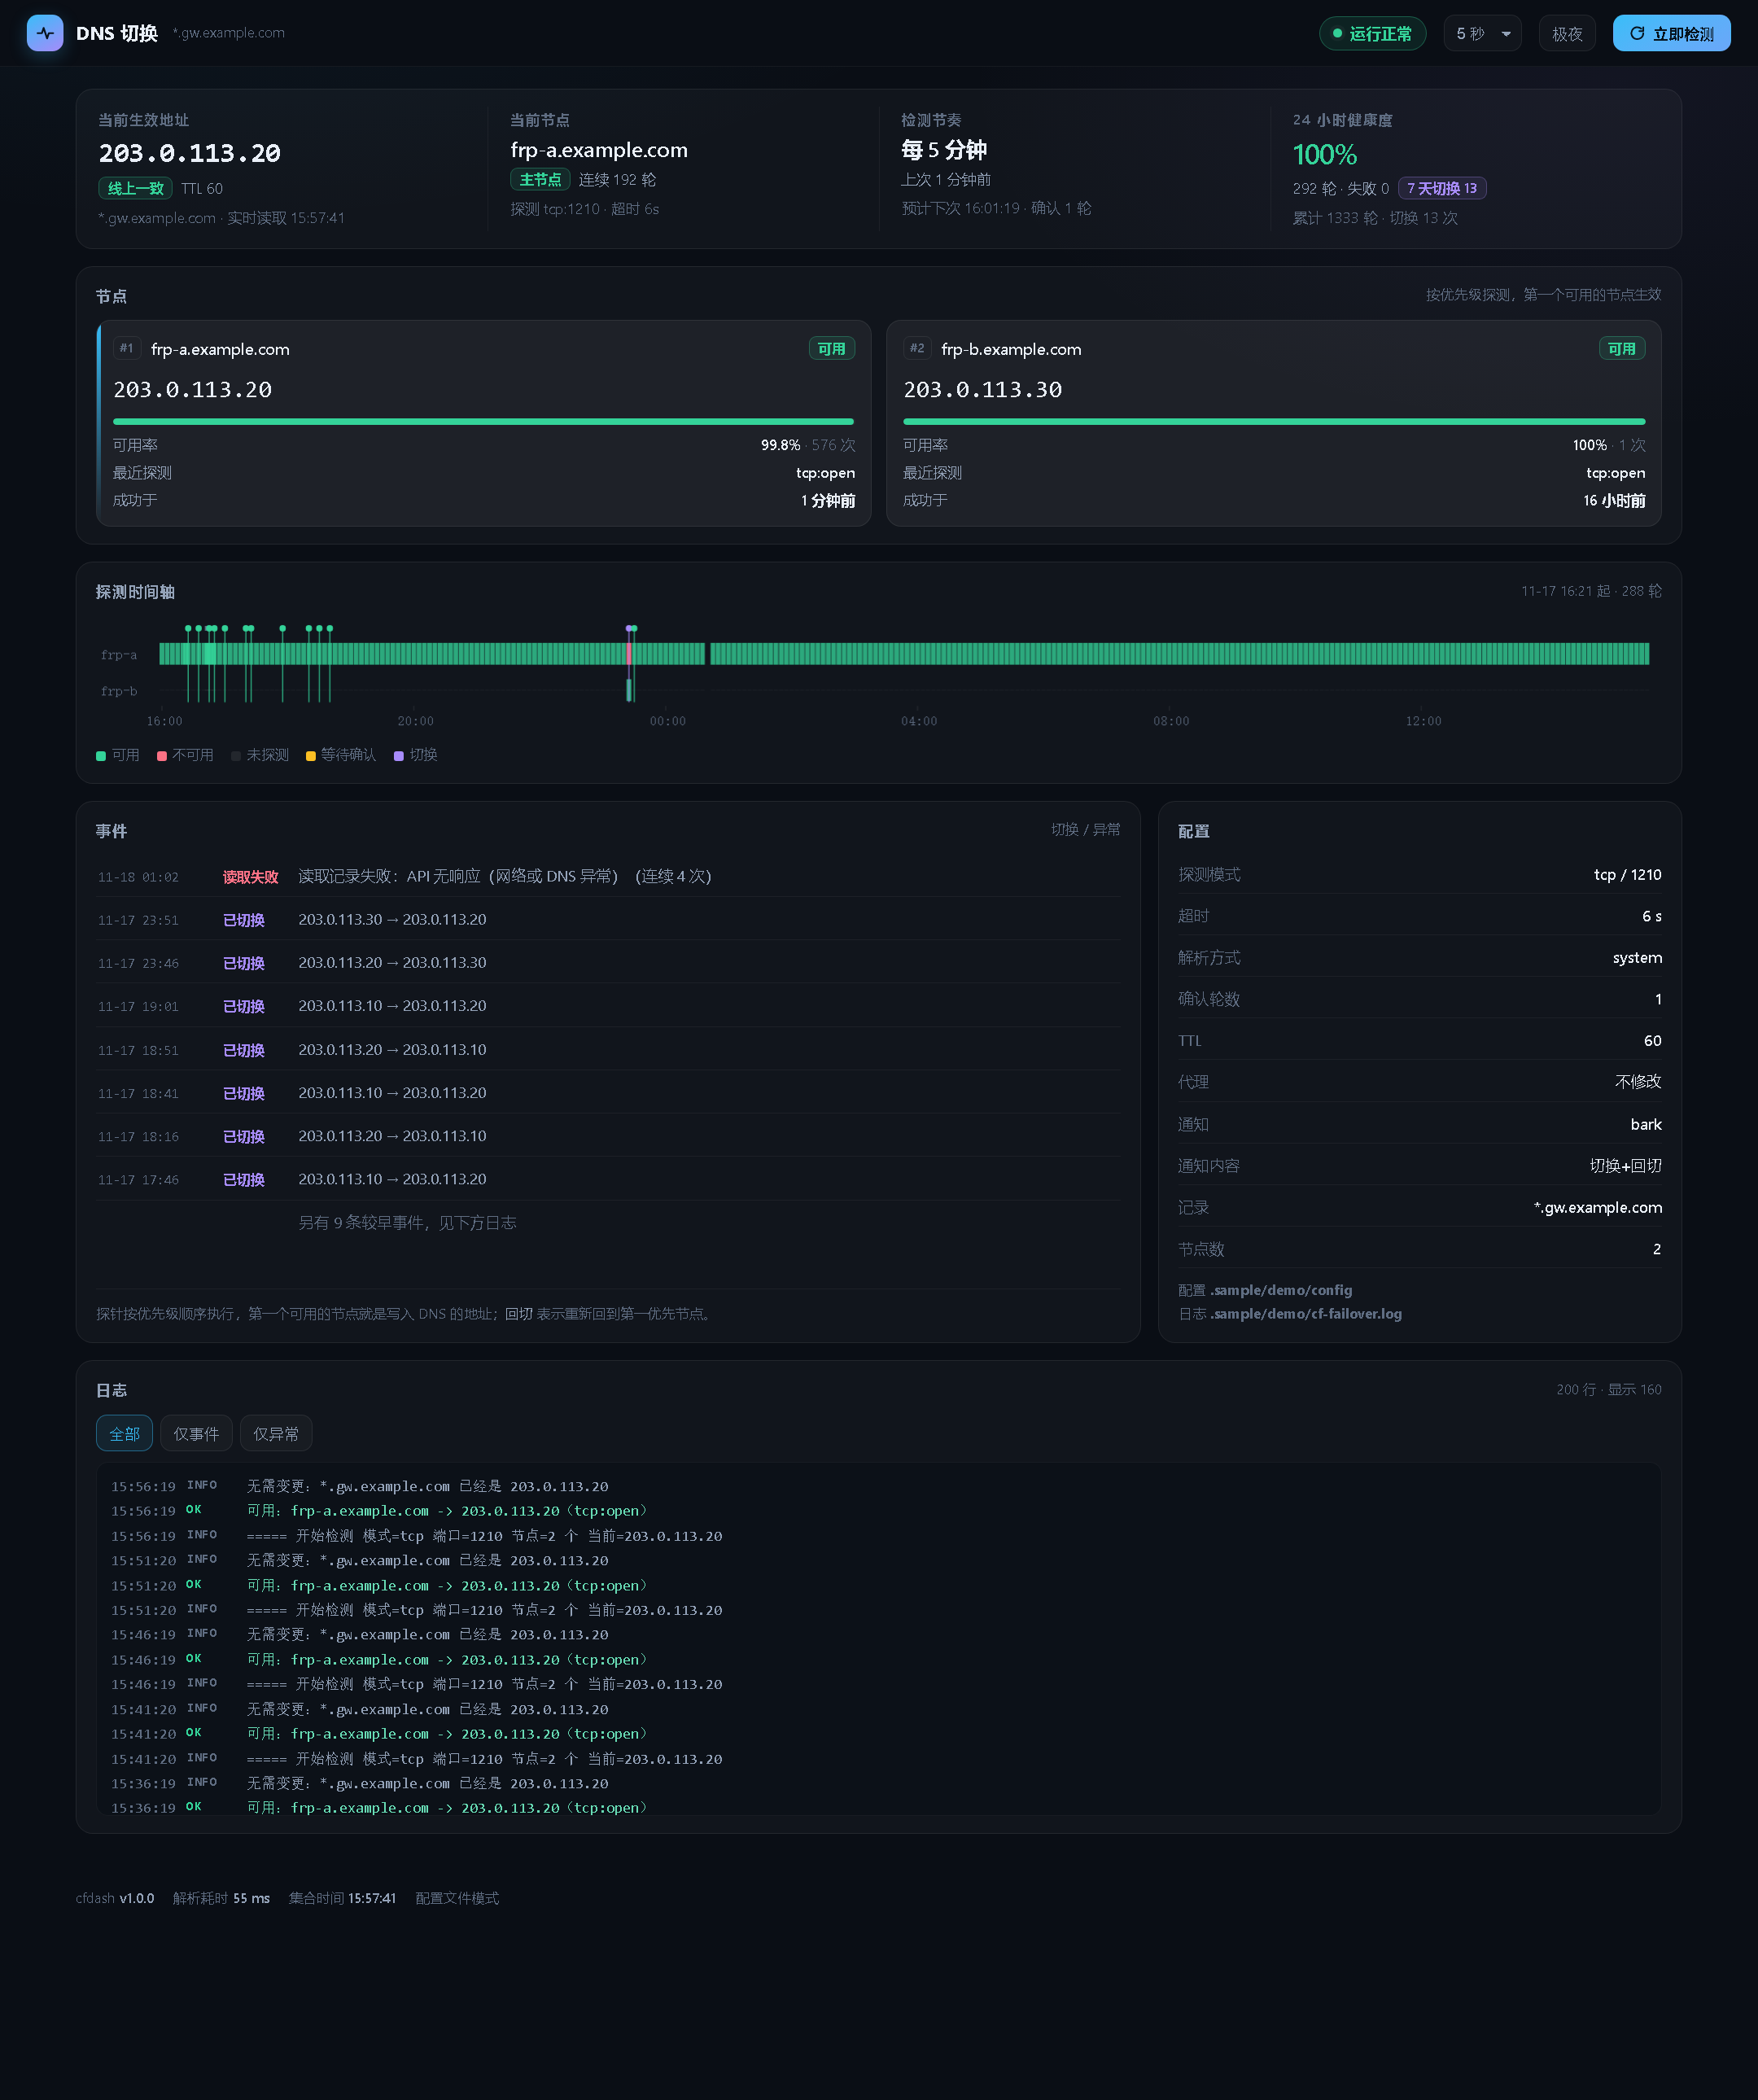 DNS 切换 *.gw.example.com
运行正常 5 秒 极夜 立即检测
当前生效地址
203.0.113.20
线上一致 TTL 60
*.gw.example.com · 实时读取 15:57:41
当前节点
frp-a.example.com
主节点 连续 192 轮
探测 tcp:1210 · 超时 6s
检测节奏
每 5 分钟
上次 1 分钟前
预计下次 16:01:19 · 确认 1 轮
24 小时健康度
100%
292 轮 · 失败 0 7 天切换 13
累计 1333 轮 · 切换 13 次
节点 按优先级探测，第一个可用的节点生效
#1 frp-a.example.com 可用
203.0.113.20
可用率 99.8% · 576 次
最近探测 tcp:open
成功于 1 分钟前
#2 frp-b.example.com 可用
203.0.113.30
可用率 100% · 1 次
最近探测 tcp:open
成功于 16 小时前
探测时间轴 11-17 16:21 起 · 288 轮
frp-a
frp-b
16:00 20:00 00:00 04:00 08:00 12:00
可用 不可用 未探测 等待确认 切换
事件 切换 / 异常
11-18 01:02 读取失败 读取记录失败：API 无响应（网络或 DNS 异常）（连续 4 次）
11-17 23:51 已切换 203.0.113.30 → 203.0.113.20
11-17 23:46 已切换 203.0.113.20 → 203.0.113.30
11-17 19:01 已切换 203.0.113.10 → 203.0.113.20
11-17 18:51 已切换 203.0.113.20 → 203.0.113.10
11-17 18:41 已切换 203.0.113.10 → 203.0.113.20
11-17 18:16 已切换 203.0.113.20 → 203.0.113.10
11-17 17:46 已切换 203.0.113.10 → 203.0.113.20
另有 9 条较早事件，见下方日志
探针按优先级顺序执行，第一个可用的节点就是写入 DNS 的地址；回切 表示重新回到第一优先节点。
配置
探测模式 tcp / 1210
超时 6 s
解析方式 system
确认轮数 1
TTL 60
代理 不修改
通知 bark
通知内容 切换+回切
记录 *.gw.example.com
节点数 2
配置 .sample/demo/config
日志 .sample/demo/cf-failover.log
日志 200 行 · 显示 160
全部 仅事件 仅异常
15:56:19 INFO 无需变更：*.gw.example.com 已经是 203.0.113.20
15:56:19 OK 可用：frp-a.example.com -> 203.0.113.20（tcp:open）
15:56:19 INFO ===== 开始检测 模式=tcp 端口=1210 节点=2 个 当前=203.0.113.20
15:51:20 INFO 无需变更：*.gw.example.com 已经是 203.0.113.20
15:51:20 OK 可用：frp-a.example.com -> 203.0.113.20（tcp:open）
15:51:20 INFO ===== 开始检测 模式=tcp 端口=1210 节点=2 个 当前=203.0.113.20
15:46:19 INFO 无需变更：*.gw.example.com 已经是 203.0.113.20
15:46:19 OK 可用：frp-a.example.com -> 203.0.113.20（tcp:open）
15:46:19 INFO ===== 开始检测 模式=tcp 端口=1210 节点=2 个 当前=203.0.113.20
15:41:20 INFO 无需变更：*.gw.example.com 已经是 203.0.113.20
15:41:20 OK 可用：frp-a.example.com -> 203.0.113.20（tcp:open）
15:41:20 INFO ===== 开始检测 模式=tcp 端口=1210 节点=2 个 当前=203.0.113.20
15:36:19 INFO 无需变更：*.gw.example.com 已经是 203.0.113.20
15:36:19 OK 可用：frp-a.example.com -> 203.0.113.20（tcp:open）
cfdash v1.0.0 解析耗时 55 ms 集合时间 15:57:41 配置文件模式